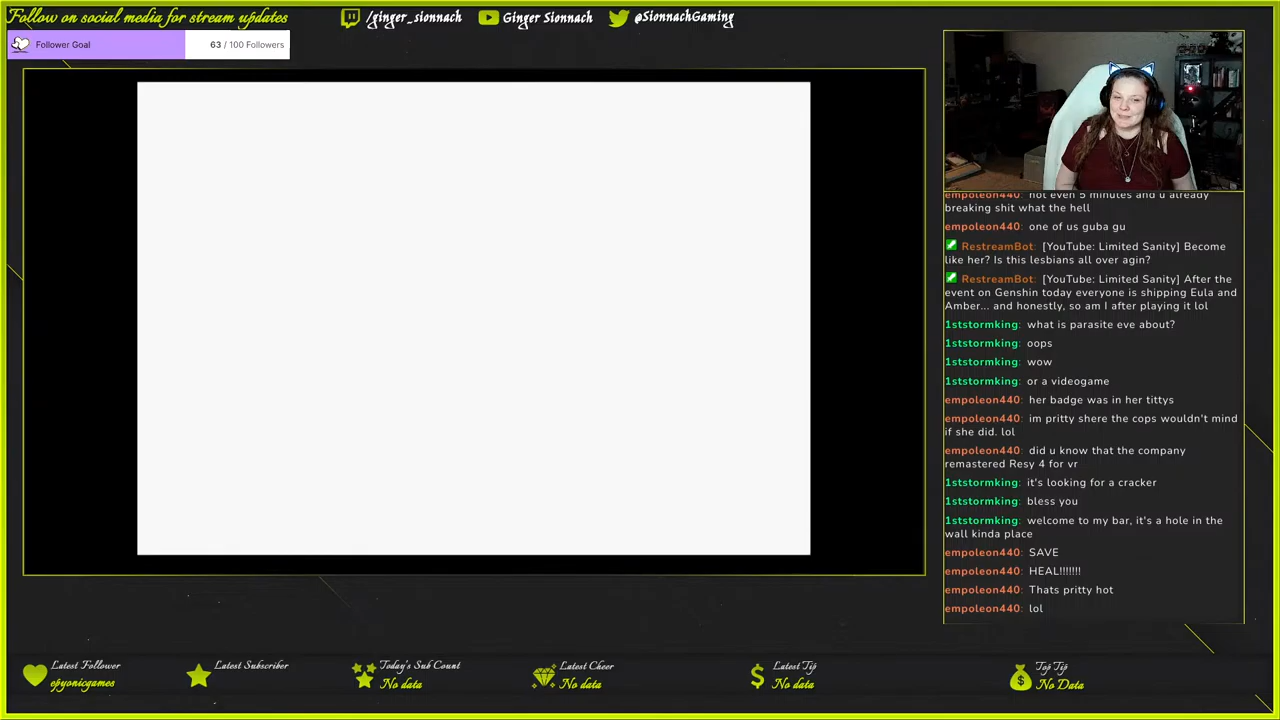 Follow on social media for stream updates
/ginger_sionnach
Ginger Sionnach
@SionnachGaming
Follower Goal
63 / 100 Followers
empoleon440: not even 5 minutes and u already
breaking shit what the hell
empoleon440: one of us guba gu
RestreamBot: [YouTube: Limited Sanity] Become
like her? Is this lesbians all over agin?
RestreamBot: [YouTube: Limited Sanity] After the
event on Genshin today everyone is shipping Eula and
Amber... and honestly, so am I after playing it lol
1ststormking: what is parasite eve about?
1ststormking: oops
1ststormking: wow
1ststormking: or a videogame
empoleon440: her badge was in her tittys
empoleon440: im pritty shere the cops wouldn't mind
if she did. lol
empoleon440: did u know that the company
remastered Resy 4 for vr
1ststormking: it's looking for a cracker
1ststormking: bless you
1ststormking: welcome to my bar, it's a hole in the
wall kinda place
empoleon440: SAVE
empoleon440: HEAL!!!!!!!
empoleon440: Thats pritty hot
empoleon440: lol
Latest Follower
epyonicgames
Latest Subscriber
Today's Sub Count
No data
Latest Cheer
No data
Latest Tip
No data
Top Tip
No Data